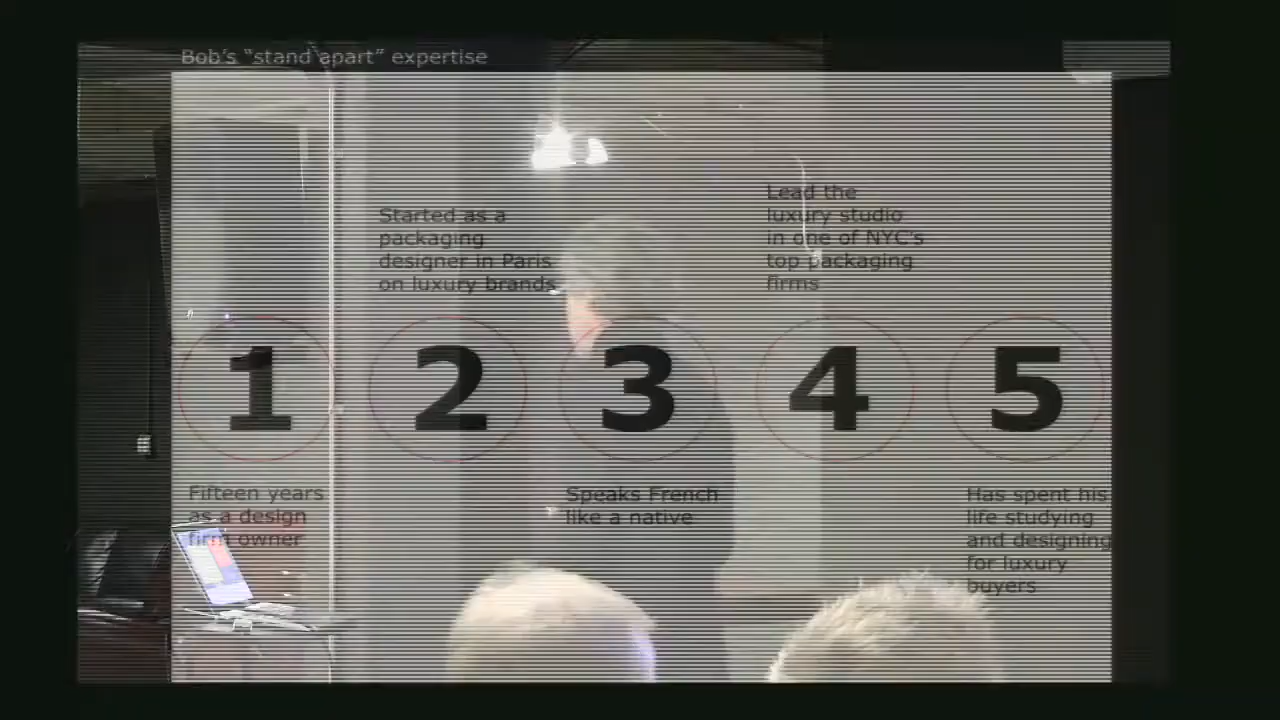 Bob's “stand apart” expertise
Started as a
packaging
designer in Paris
on luxury brands
Lead the
luxury studio
in one of NYC's
top packaging
firms
1 2 3 4 5
Fifteen years
as a design
firm owner
Speaks French
like a native
Has spent his
life studying
and designing
for luxury
buyers